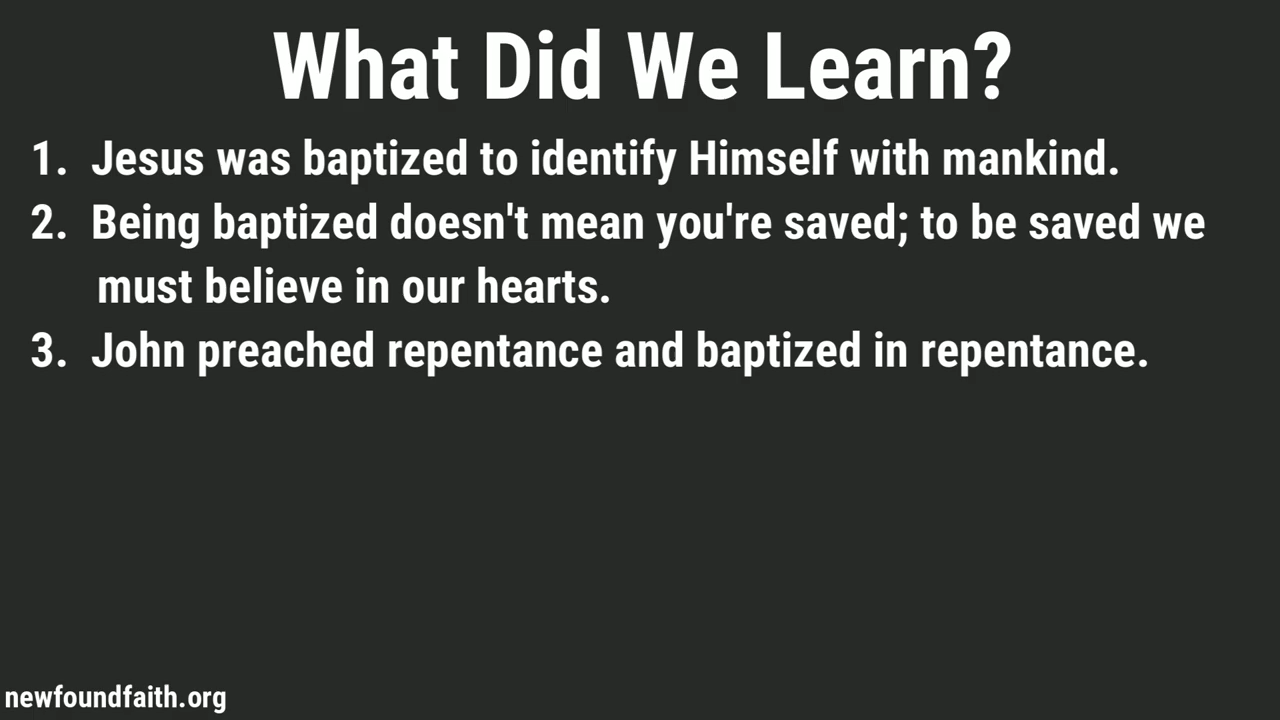 What Did We Learn?
1. Jesus was baptized to identify Himself with mankind.
2. Being baptized doesn't mean you're saved; to be saved we
must believe in our hearts.
3. John preached repentance and baptized in repentance.
newfoundfaith.org